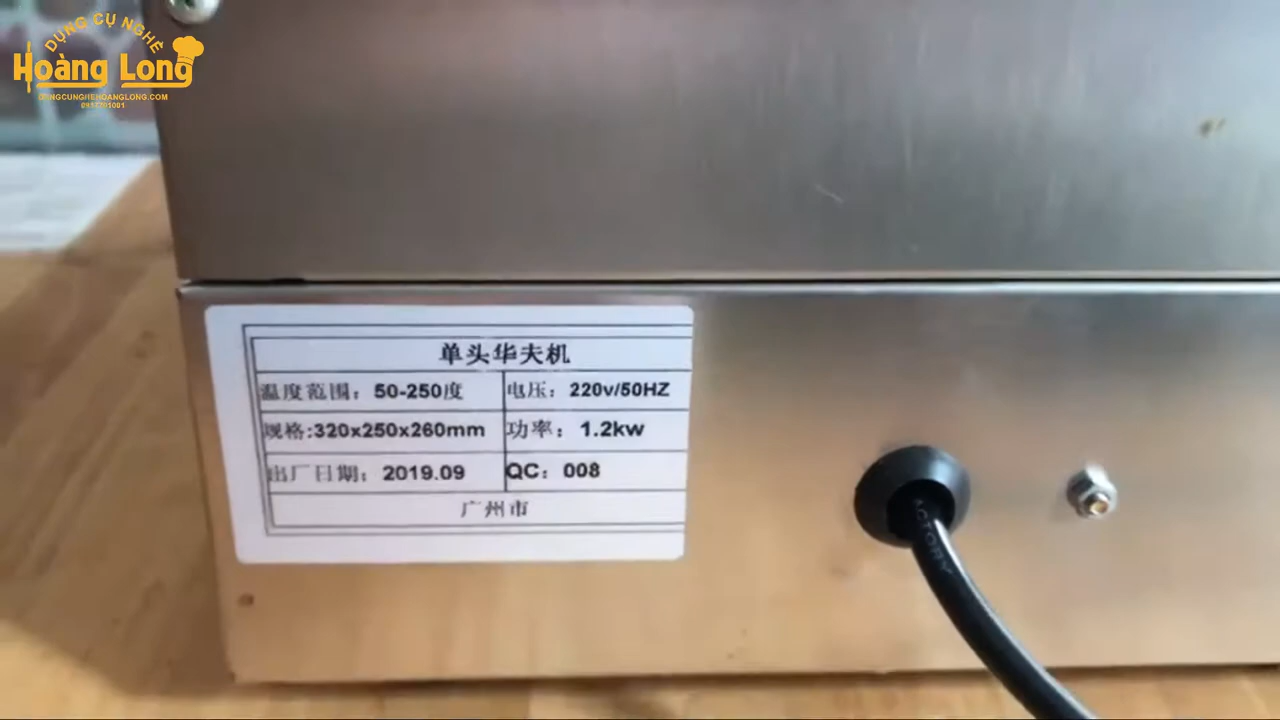 DỤNG CỤ NGHỀ
Hoàng Long
DUNGCUNGHEHOANGLONG.COM
单头华夫机
温度范围：50-250度 电压：220v/50HZ
规格:320x250x260mm 功率：1.2kw
出厂日期：2019.09 QC：008
广州市